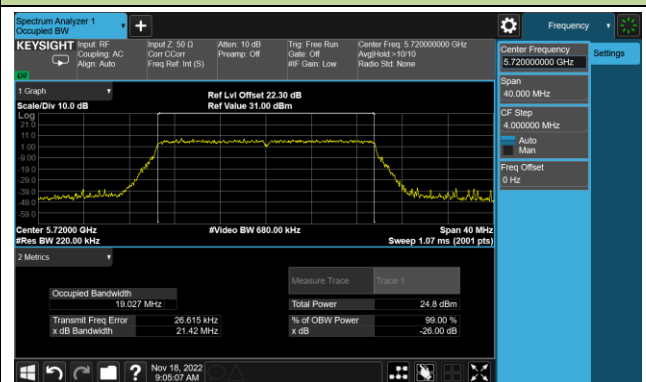 Spectrum Analyzer 1
Occupied BW
Frequency
KEYSIGHT
Input: RF
Coupling: AC
Align: Auto
Input Z: 50 Ω
Corr CCorr
Freq Ref: Int (S)
Atten: 10 dB
Preamp: Off
Trig: Free Run
Gate: Off
#IF Gain: Low
Center Freq: 5.720000000 GHz
Avg|Hold:>10/10
Radio Std: None
Center Frequency
5.720000000 GHz
Settings
Span
40.000 MHz
CF Step
4.000000 MHz
Auto
Man
Freq Offset
0 Hz
1 Graph
Scale/Div 10.0 dB
Ref Lvl Offset 22.30 dB
Ref Value 31.00 dBm
Log
21.0
11.0
1.00
-9.00
-19.0
-29.0
-39.0
-49.0
-59.0
Center 5.72000 GHz
#Res BW 220.00 kHz
#Video BW 680.00 kHz
Span 40 MHz
Sweep 1.07 ms (2001 pts)
2 Metrics
Measure Trace
Trace 1
Occupied Bandwidth
19.027 MHz
Total Power
24.8 dBm
Transmit Freq Error
26.615 kHz
% of OBW Power
99.00 %
x dB Bandwidth
21.42 MHz
x dB
-26.00 dB
?
Nov 18, 2022
9:05:07 AM